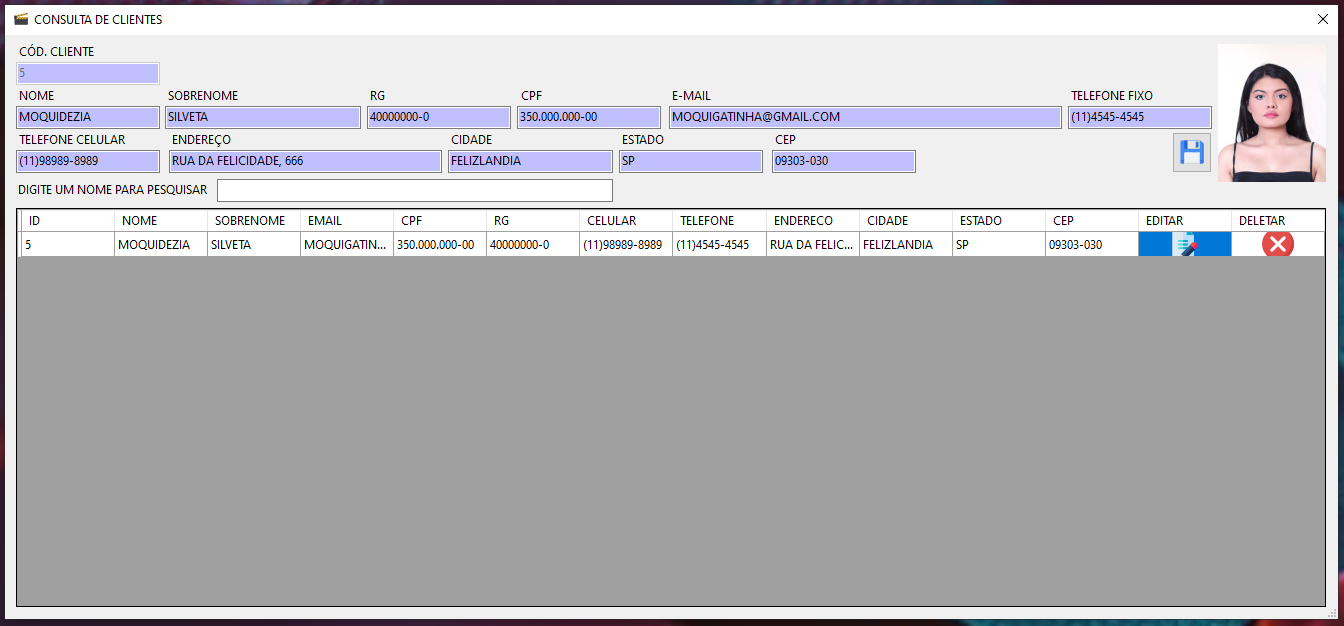 CONSULTA DE CLIENTES
CÓD. CLIENTE
5
NOME SOBRENOME RG CPF E-MAIL TELEFONE FIXO
MOQUIDEZIA SILVETA 40000000-0 350.000.000-00 MOQUIGATINHA@GMAIL.COM (11)4545-4545
TELEFONE CELULAR ENDEREÇO CIDADE ESTADO CEP
(11)98989-8989 RUA DA FELICIDADE, 666 FELIZLANDIA SP 09303-030
DIGITE UM NOME PARA PESQUISAR
ID NOME SOBRENOME EMAIL CPF RG CELULAR TELEFONE ENDERECO CIDADE ESTADO CEP EDITAR DELETAR
5 MOQUIDEZIA SILVETA MOQUIGATIN... 350.000.000-00 40000000-0 (11)98989-8989 (11)4545-4545 RUA DA FELIC... FELIZLANDIA SP 09303-030